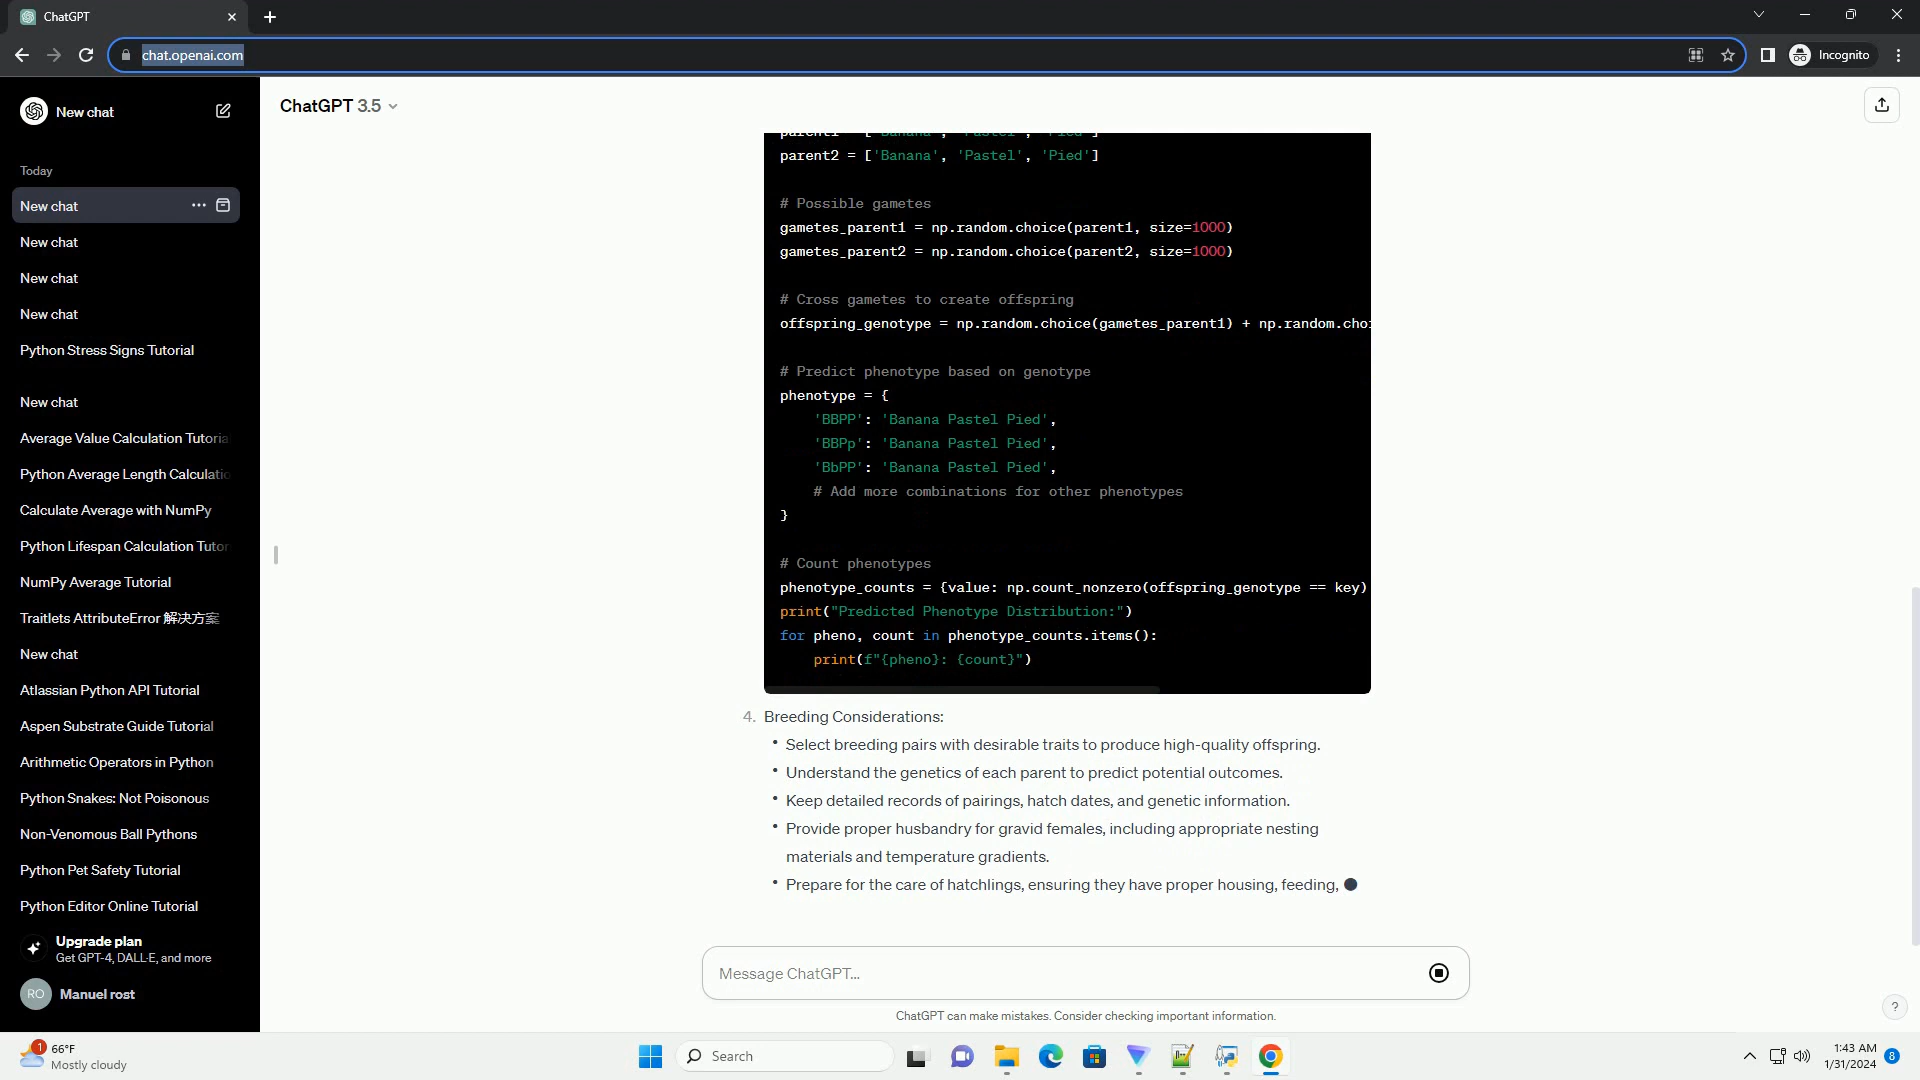 ChatGPT
chat.openai.com
Incognito
New chat
ChatGPT 3.5
Today
New chat
New chat
New chat
New chat
Python Stress Signs Tutorial
New chat
Average Value Calculation Tutoria
Python Average Length Calculatio
Calculate Average with NumPy
Python Lifespan Calculation Tutor
NumPy Average Tutorial
Traitlets AttributeError 解决方案
New chat
Atlassian Python API Tutorial
Aspen Substrate Guide Tutorial
Arithmetic Operators in Python
Python Snakes: Not Poisonous
Non-Venomous Ball Pythons
Python Pet Safety Tutorial
Python Editor Online Tutorial
Upgrade plan
Get GPT-4, DALL·E, and more
RO
Manuel rost
parent1 = ['Banana', 'Pastel', 'Pied']
parent2 = ['Banana', 'Pastel', 'Pied']
# Possible gametes
gametes_parent1 = np.random.choice(parent1, size=1000)
gametes_parent2 = np.random.choice(parent2, size=1000)
# Cross gametes to create offspring
offspring_genotype = np.random.choice(gametes_parent1) + np.random.choi
# Predict phenotype based on genotype
phenotype = {
'BBPP': 'Banana Pastel Pied',
'BBPp': 'Banana Pastel Pied',
'BbPP': 'Banana Pastel Pied',
# Add more combinations for other phenotypes
}
# Count phenotypes
phenotype_counts = {value: np.count_nonzero(offspring_genotype == key)
print("Predicted Phenotype Distribution:")
for pheno, count in phenotype_counts.items():
print(f"{pheno}: {count}")
4. Breeding Considerations:
• Select breeding pairs with desirable traits to produce high-quality offspring.
• Understand the genetics of each parent to predict potential outcomes.
• Keep detailed records of pairings, hatch dates, and genetic information.
• Provide proper husbandry for gravid females, including appropriate nesting
materials and temperature gradients.
• Prepare for the care of hatchlings, ensuring they have proper housing, feeding,
Message ChatGPT…
ChatGPT can make mistakes. Consider checking important information.
?
1
66°F
Mostly cloudy
Search
1:43 AM
1/31/2024
8